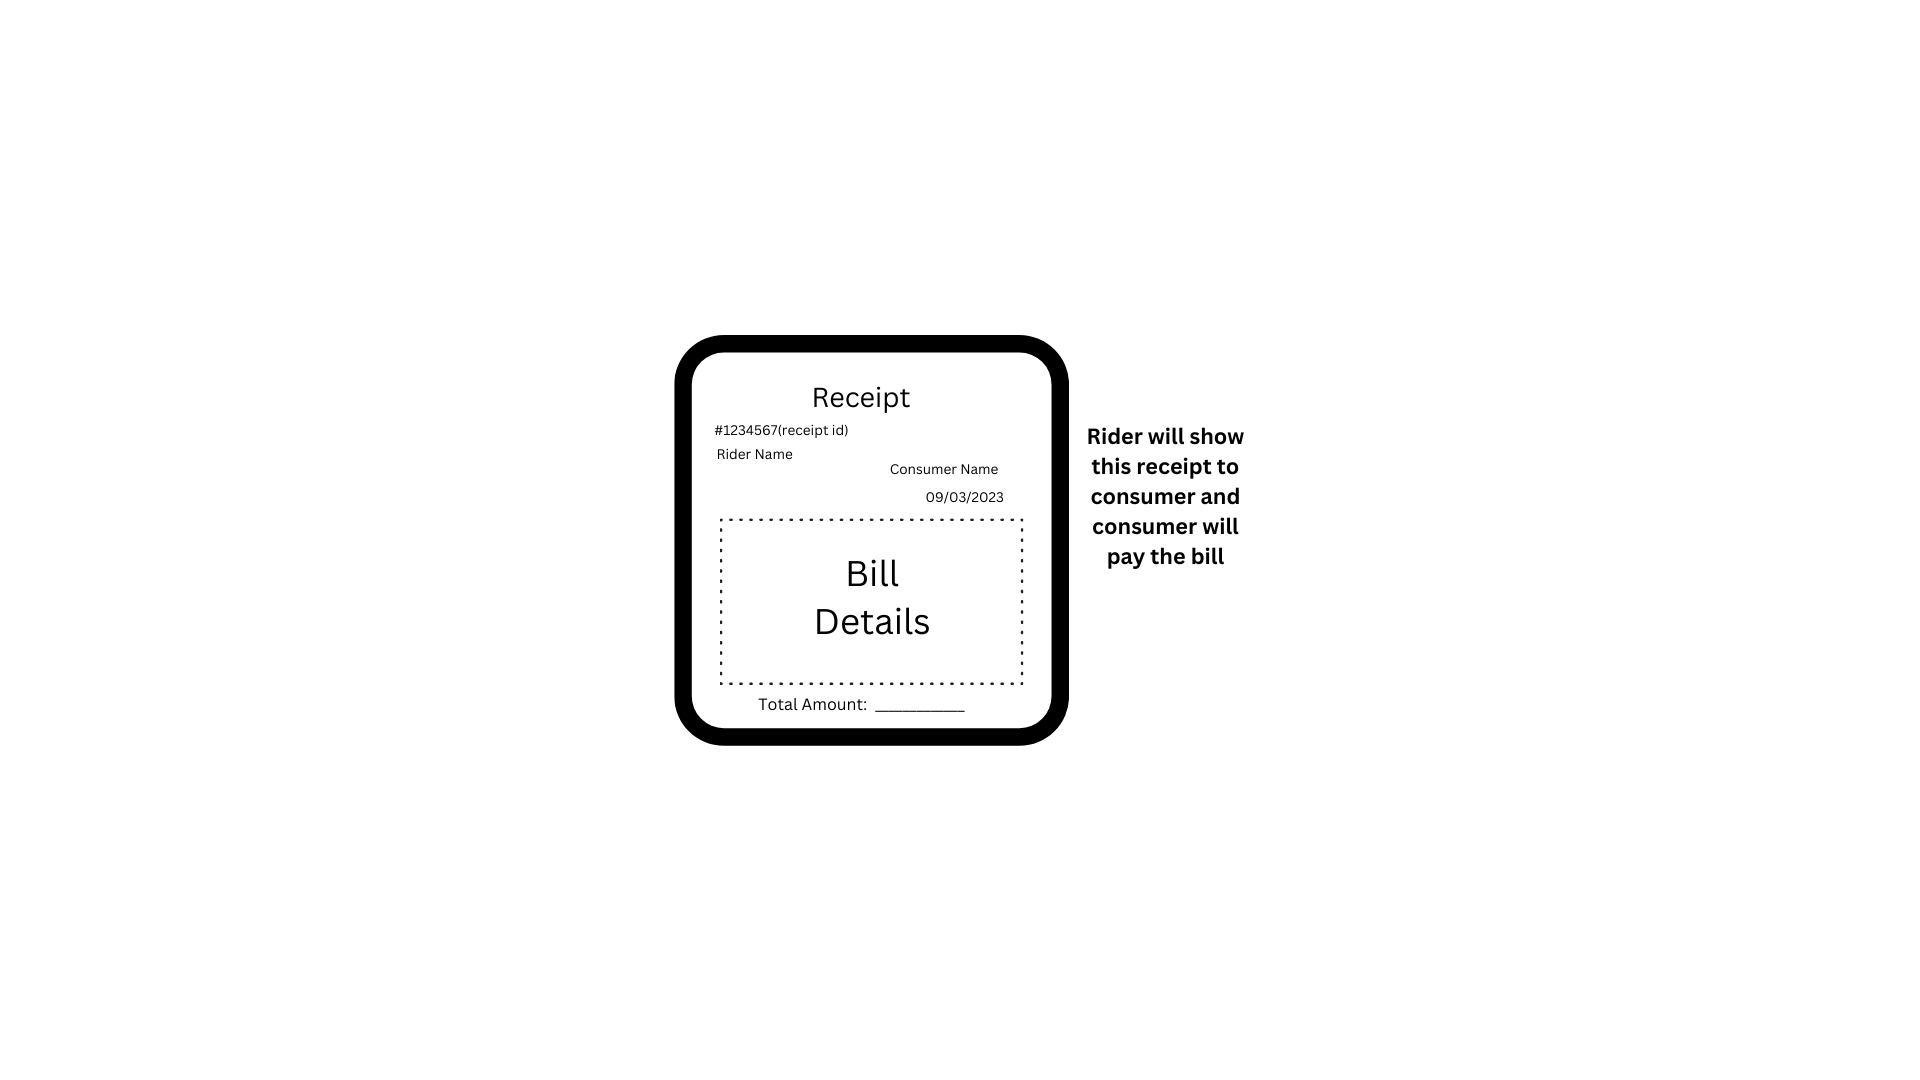 Receipt
#1234567(receipt id)
Rider Name
Consumer Name
09/03/2023
Bill
Details
Total Amount: ____________
Rider will show
this receipt to
consumer and
consumer will
pay the bill